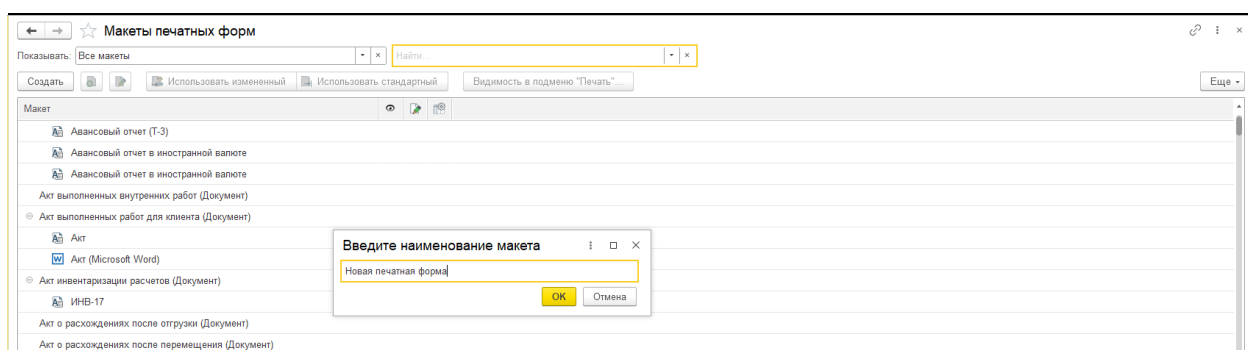 Макеты печатных форм
Показывать: Все макеты Найти...
Создать Использовать измененный Использовать стандартный Видимость в подменю "Печать"... Еще
Макет
Авансовый отчет (Т-3)
Авансовый отчет в иностранной валюте
Авансовый отчет в иностранной валюте
Акт выполненных внутренних работ (Документ)
Акт выполненных работ для клиента (Документ)
Акт
Акт (Microsoft Word)
Акт инвентаризации расчетов (Документ)
ИНВ-17
Акт о расхождениях после отгрузки (Документ)
Акт о расхождениях после перемещения (Документ)
Введите наименование макета
Новая печатная форма
ОК Отмена